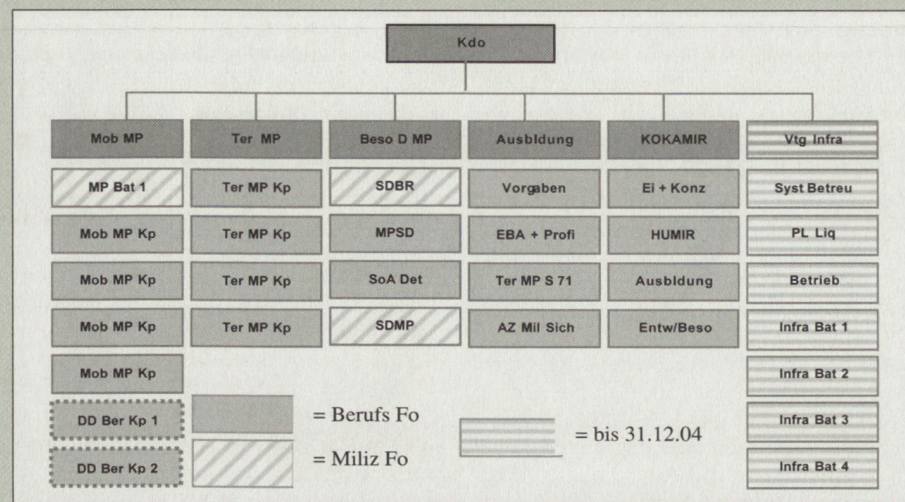 Kdo
Mob MP
Ter MP
Beso D MP
Ausbldung
KOKAMIR
Vtg Infra
MP Bat 1
Ter MP Kp
SDBR
Vorgaben
Ei + Konz
Syst Betreu
Mob MP Kp
Ter MP Kp
MPSD
EBA + Profi
HUMIR
PL Liq
Mob MP Kp
Ter MP Kp
SoA Det
Ter MP S 71
Ausbldung
Betrieb
Mob MP Kp
Ter MP Kp
SDMP
AZ Mil Sich
Entw/Beso
Infra Bat 1
Mob MP Kp
Infra Bat 2
DD Ber Kp 1
= Berufs Fo
= bis 31.12.04
Infra Bat 3
DD Ber Kp 2
= Miliz Fo
Infra Bat 4